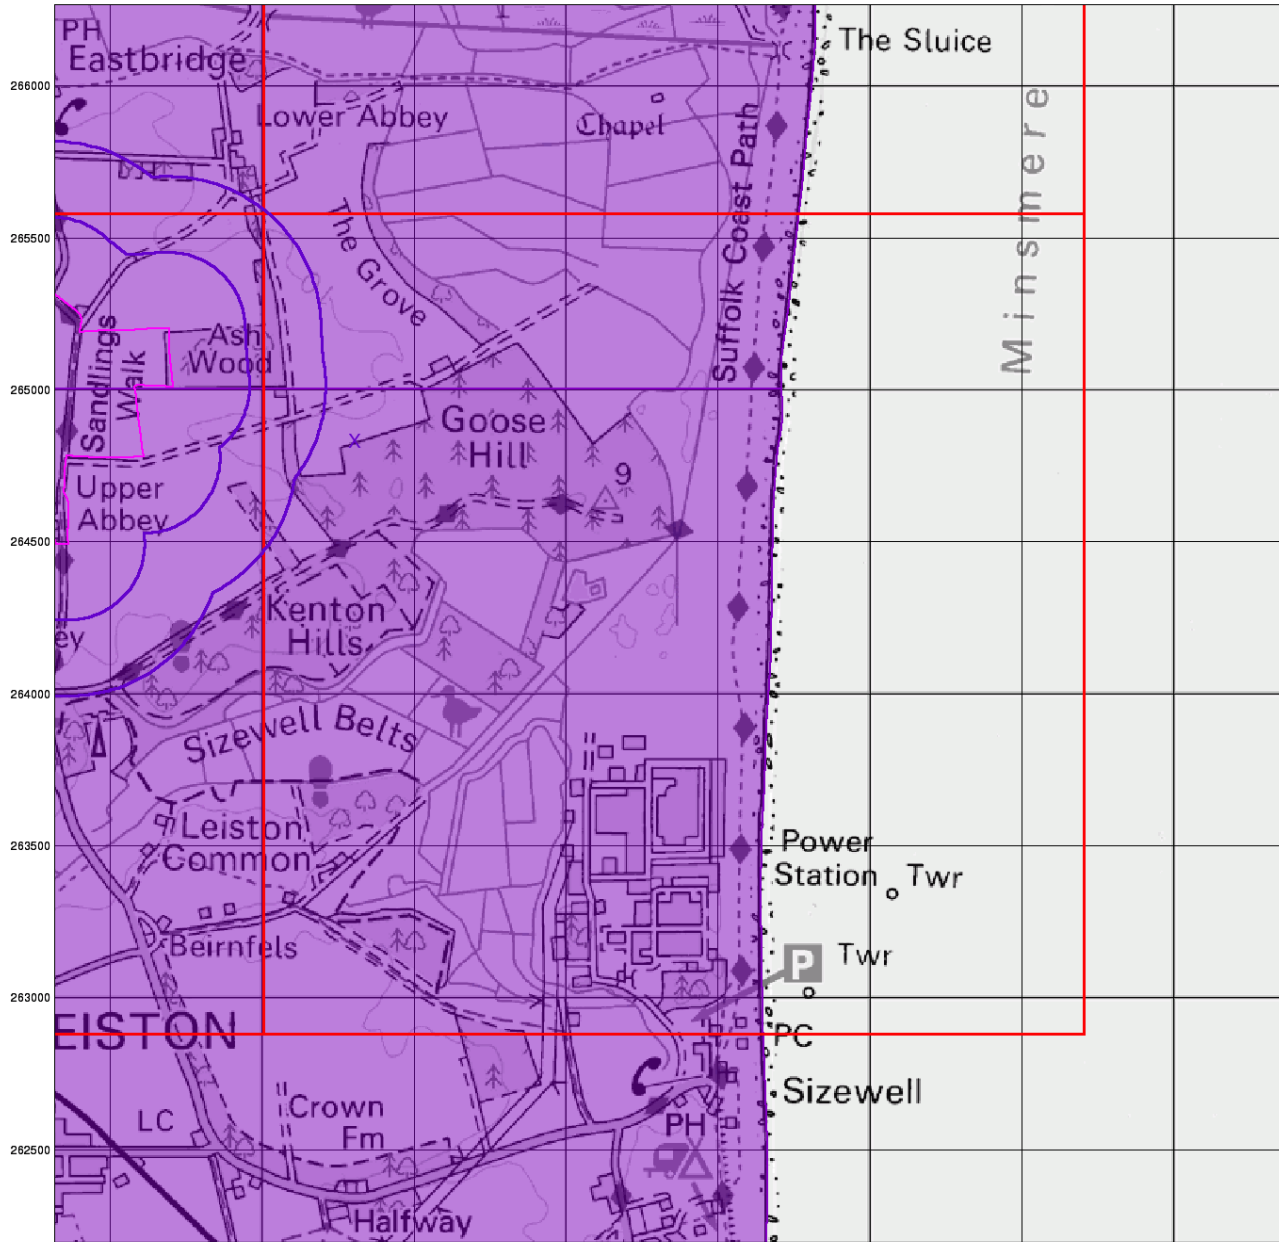 PH
The Sluice
Eastbridge
266000
Lower Abbey
Chapel
Minsmere
Suffolk Coast Path
The Grove
265500
Ash
Wood
Sandlings
Walk
265000
Goose
Hill
9
Upper
Abbey
264500
Kenton
Hills
ey
264000
Sizewell Belts
Leiston
Common
263500
Power
Station
Twr
Beirnfels
P
Twr
263000
EISTON
PC
Sizewell
Crown
Fm
LC
PH
262500
Halfway